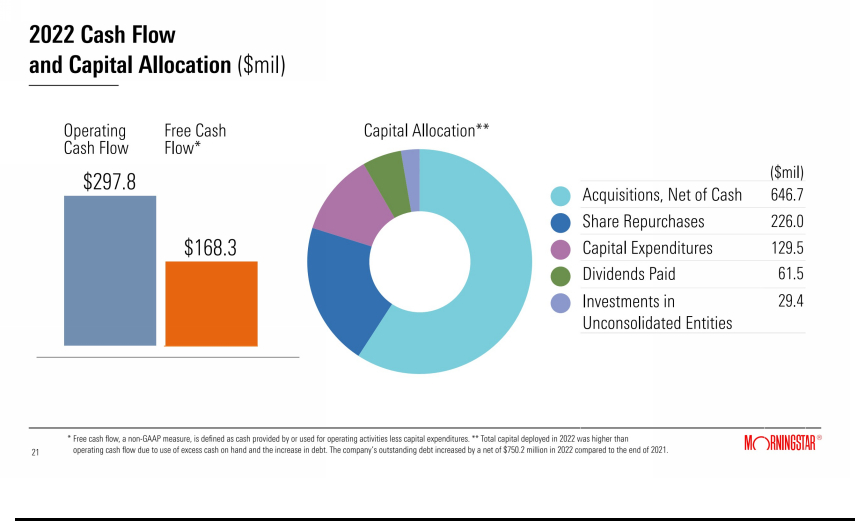 2022 Cash Flow
and Capital Allocation ($mil)
Operating
Cash Flow
Free Cash
Flow*
$297.8
$168.3
Capital Allocation**
($mil)
Acquisitions, Net of Cash 646.7
Share Repurchases 226.0
Capital Expenditures 129.5
Dividends Paid 61.5
Investments in 29.4
Unconsolidated Entities
* Free cash flow, a non-GAAP measure, is defined as cash provided by or used for operating activities less capital expenditures. ** Total capital deployed in 2022 was higher than
operating cash flow due to use of excess cash on hand and the increase in debt. The company's outstanding debt increased by a net of $750.2 million in 2022 compared to the end of 2021.
21
MORNINGSTAR®